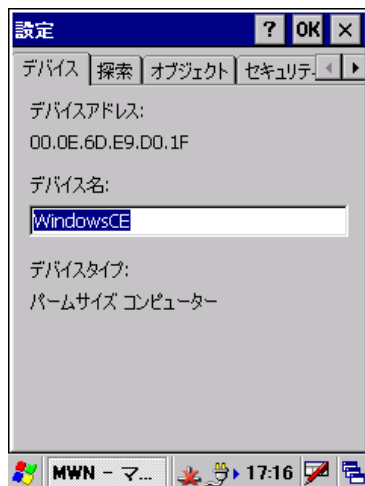 設定 ? OK ×
デバイス 探索 オブジェクト セキュリテ
デバイスアドレス:
00.0E.6D.E9.D0.1F
デバイス名:
WindowsCE
デバイスタイプ:
パームサイズ コンピューター
MWN - マ... 17:16